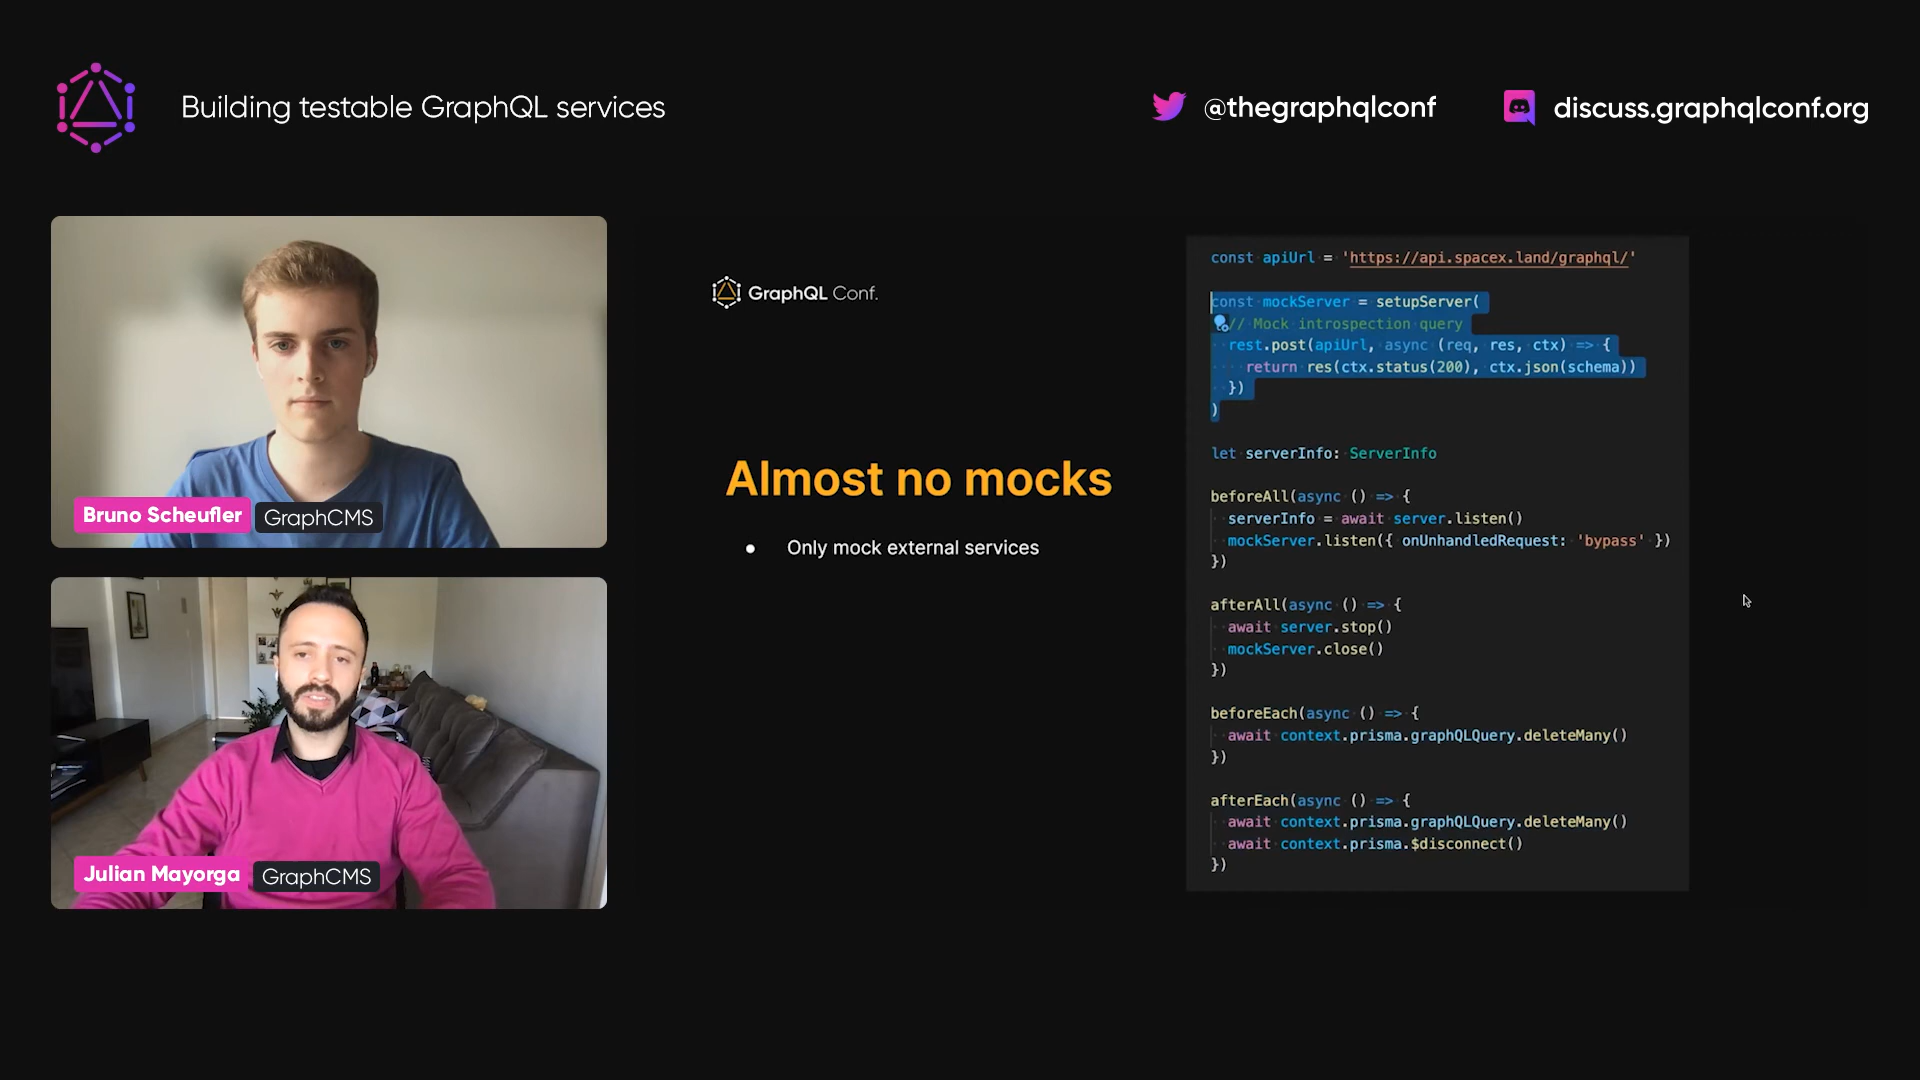 Building testable GraphQL services
@thegraphqlconf
discuss.graphqlconf.org
Bruno Scheufler
GraphCMS
Julian Mayorga
GraphCMS
GraphQL Conf.
Almost no mocks
● Only mock external services
const apiUrl = 'https://api.spacex.land/graphql/'
const mockServer = setupServer(
// Mock introspection query
rest.post(apiUrl, async (req, res, ctx) => {
return res(ctx.status(200), ctx.json(schema))
})
)
let serverInfo: ServerInfo
beforeAll(async () => {
serverInfo = await server.listen()
mockServer.listen({ onUnhandledRequest: 'bypass' })
})
afterAll(async () => {
await server.stop()
mockServer.close()
})
beforeEach(async () => {
await context.prisma.graphQLQuery.deleteMany()
})
afterEach(async () => {
await context.prisma.graphQLQuery.deleteMany()
await context.prisma.$disconnect()
})